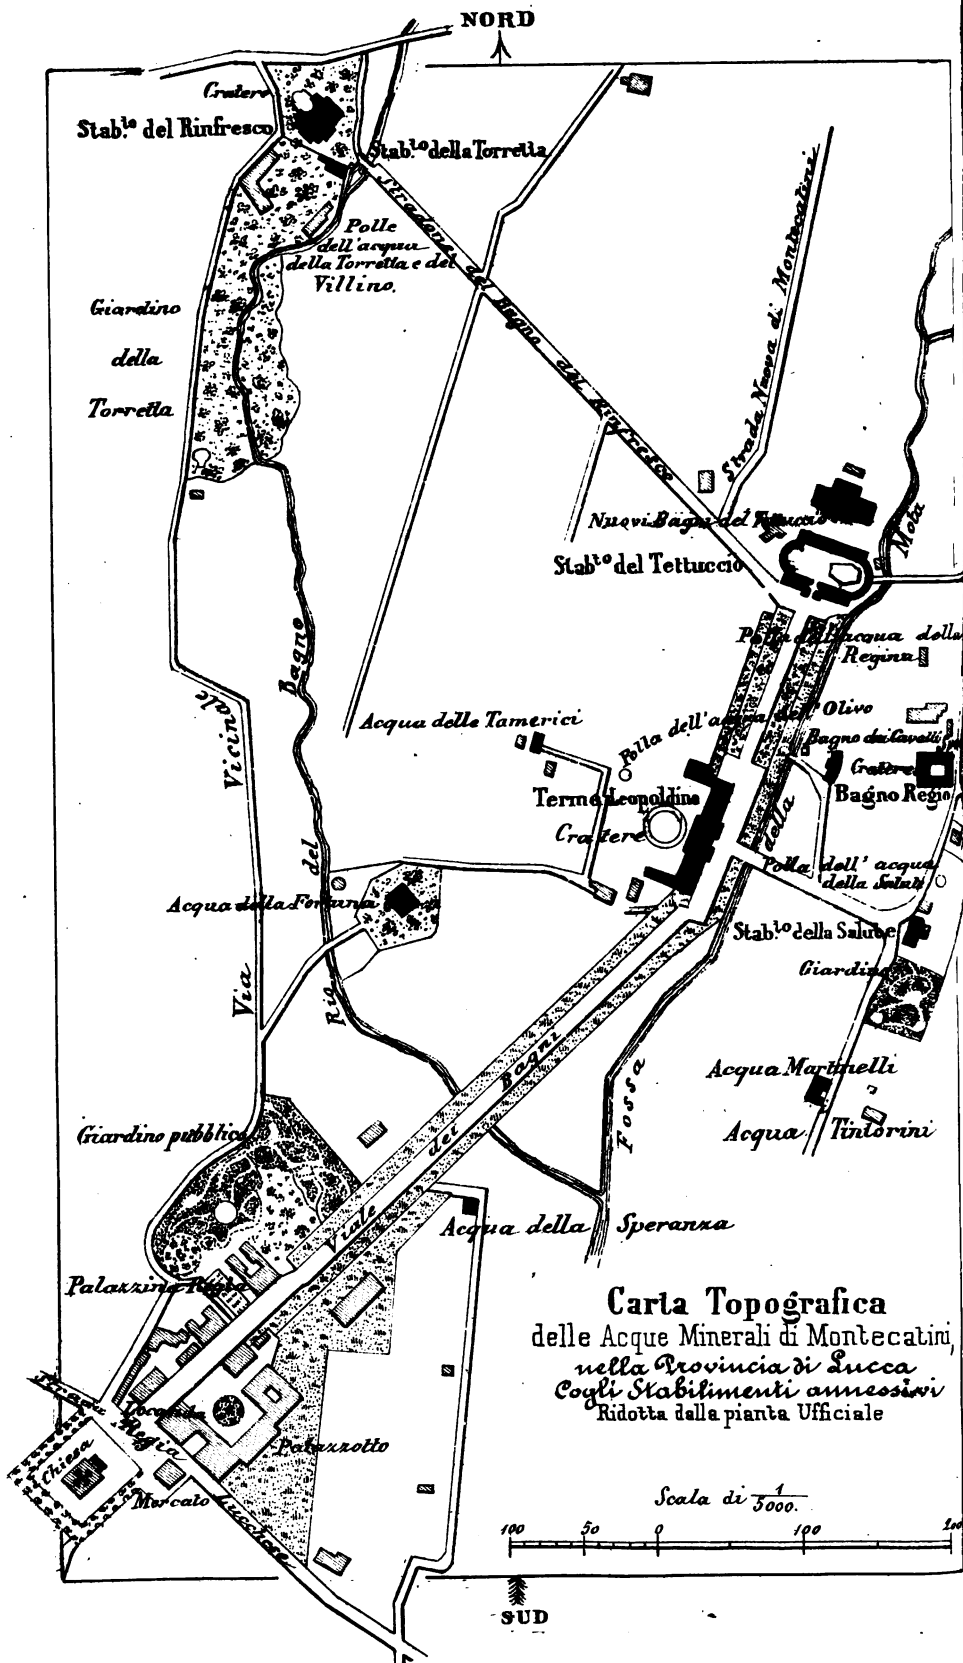 NORD
Cratere
Stab.to del Rinfresco
Stab.to della Torretta
Stradone del Bagno del Rinfresco
Polle
dell'acqua
della Torretta e del
Villino.
Strada Nuova di Montecatini
Giardino
della
Torretta
Nuovi Bagni del Tettuccio
Stab.to del Tettuccio
Polla dell'acqua della
Regina
Fossa della Meta
Via Vicinale
Rio del Bagno
Acqua delle Tamerici
Polla dell'acqua dell'Olivo
Bagno dei Cavalli
Cratere
Bagno Regio
Terme Leopoldine
Cratere
Polla dell'acqua
della Salute
Acqua della Fortuna
Stab.to della Salute
Giardino
Acqua Martinelli
Acqua Tintorini
Giardino pubblico
Viale dei Bagni
Acqua della Speranza
Palazzina Regia
Locanda
Palazzotto
Strada Regia Lucchese
Chiesa
Mercato
Carta Topografica
delle Acque Minerali di Montecatini,
nella Provincia di Lucca
Cogli Stabilimenti annessivi
Ridotta dalla pianta Ufficiale
Scala di 1/5000.
100 50 0 100 200
SUD